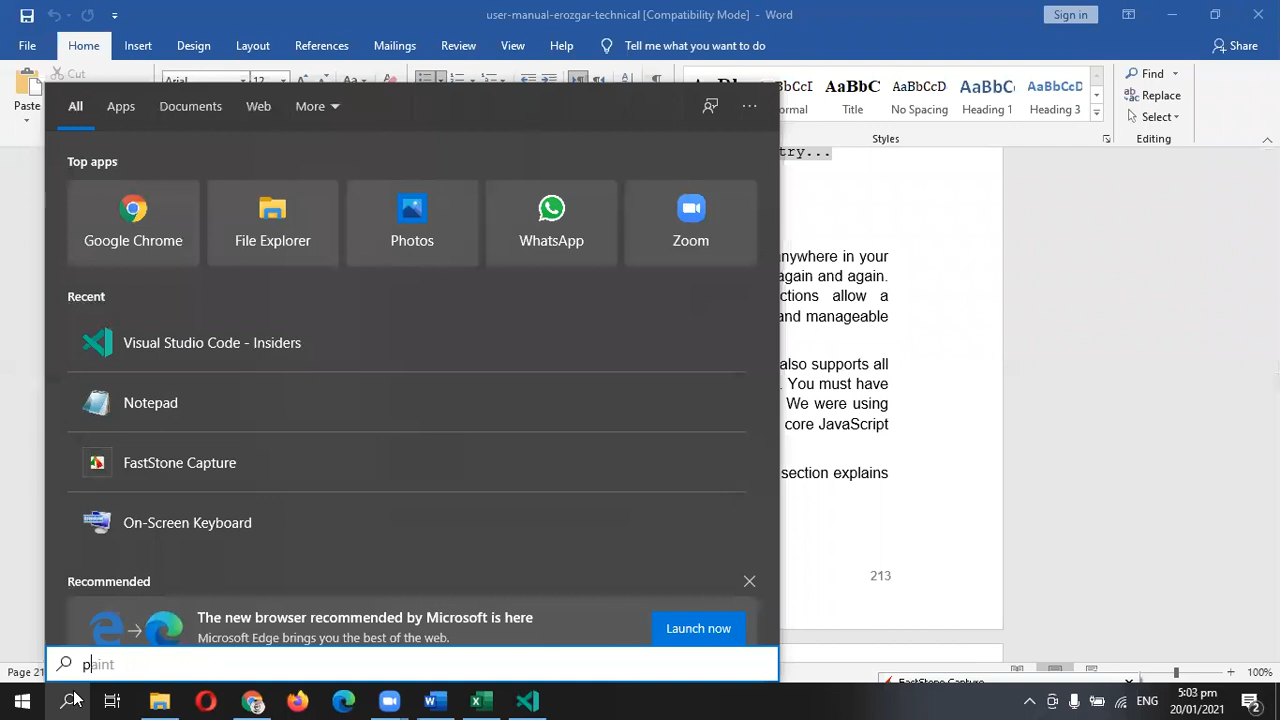 user-manual-erozgar-technical [Compatibility Mode] - Word
Sign in
File Home Insert Design Layout References Mailings Review View Help Tell me what you want to do Share
Cut
Paste
Arial 12
AaBbC AaBbCcD AaBbC AaBbCcD
Title No Spacing Heading 1 Heading 3
Styles
Find
Replace
Select
Editing
All Apps Documents Web More
Top apps
Google Chrome File Explorer Photos WhatsApp Zoom
Recent
Visual Studio Code - Insiders
Notepad
FastStone Capture
On-Screen Keyboard
Recommended
The new browser recommended by Microsoft is here
Microsoft Edge brings you the best of the web.
Launch now
paint
try...
anywhere in your
again and again.
allow a
and manageable
also supports all
. You must have
We were using
core JavaScript
section explains
213
100%
FastStone Capture
ENG
5:03 pm
20/01/2021
2